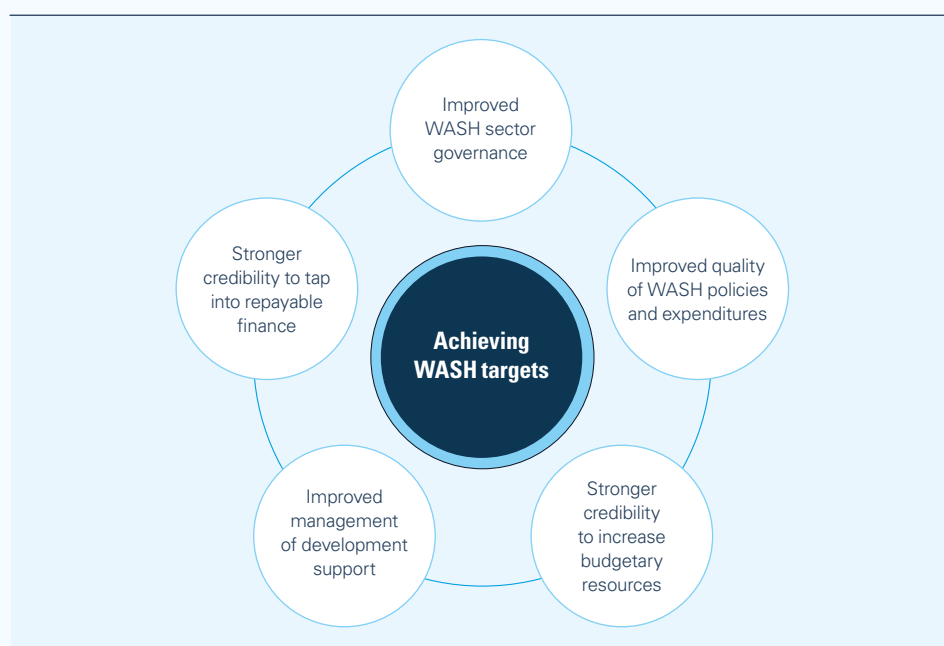 Improved
WASH sector
governance
Stronger
credibility to tap
into repayable
finance
Improved quality
of WASH policies
and expenditures
Achieving
WASH targets
Improved
management
of development
support
Stronger
credibility
to increase
budgetary
resources